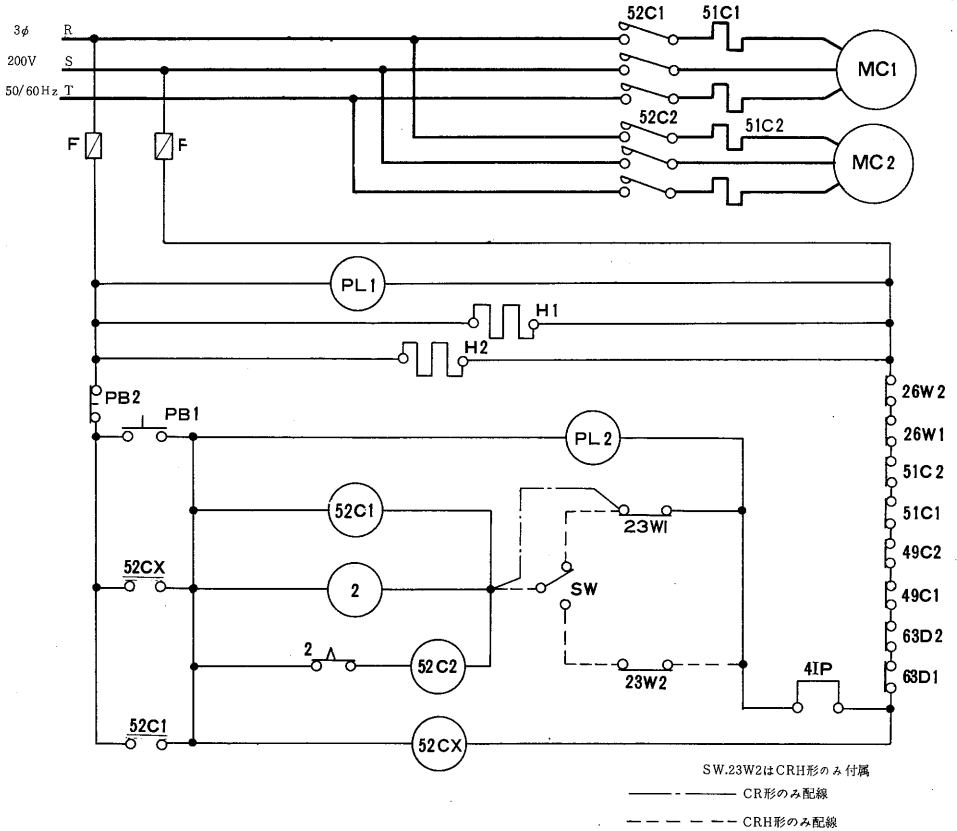 3φ R
200V S
50/60Hz T
52C1 51C1
MC1
52C2 51C2
MC2
F F
PL1
H1
H2
PB2
PB1
PL2
26W2
26W1
51C2
51C1
49C2
49C1
63D2
63D1
52C1
23W1
52CX
2
SW
2
52C2
23W2
4IP
52C1
52CX
SW.23W2はCRH形のみ付属
CR形のみ配線
CRH形のみ配線